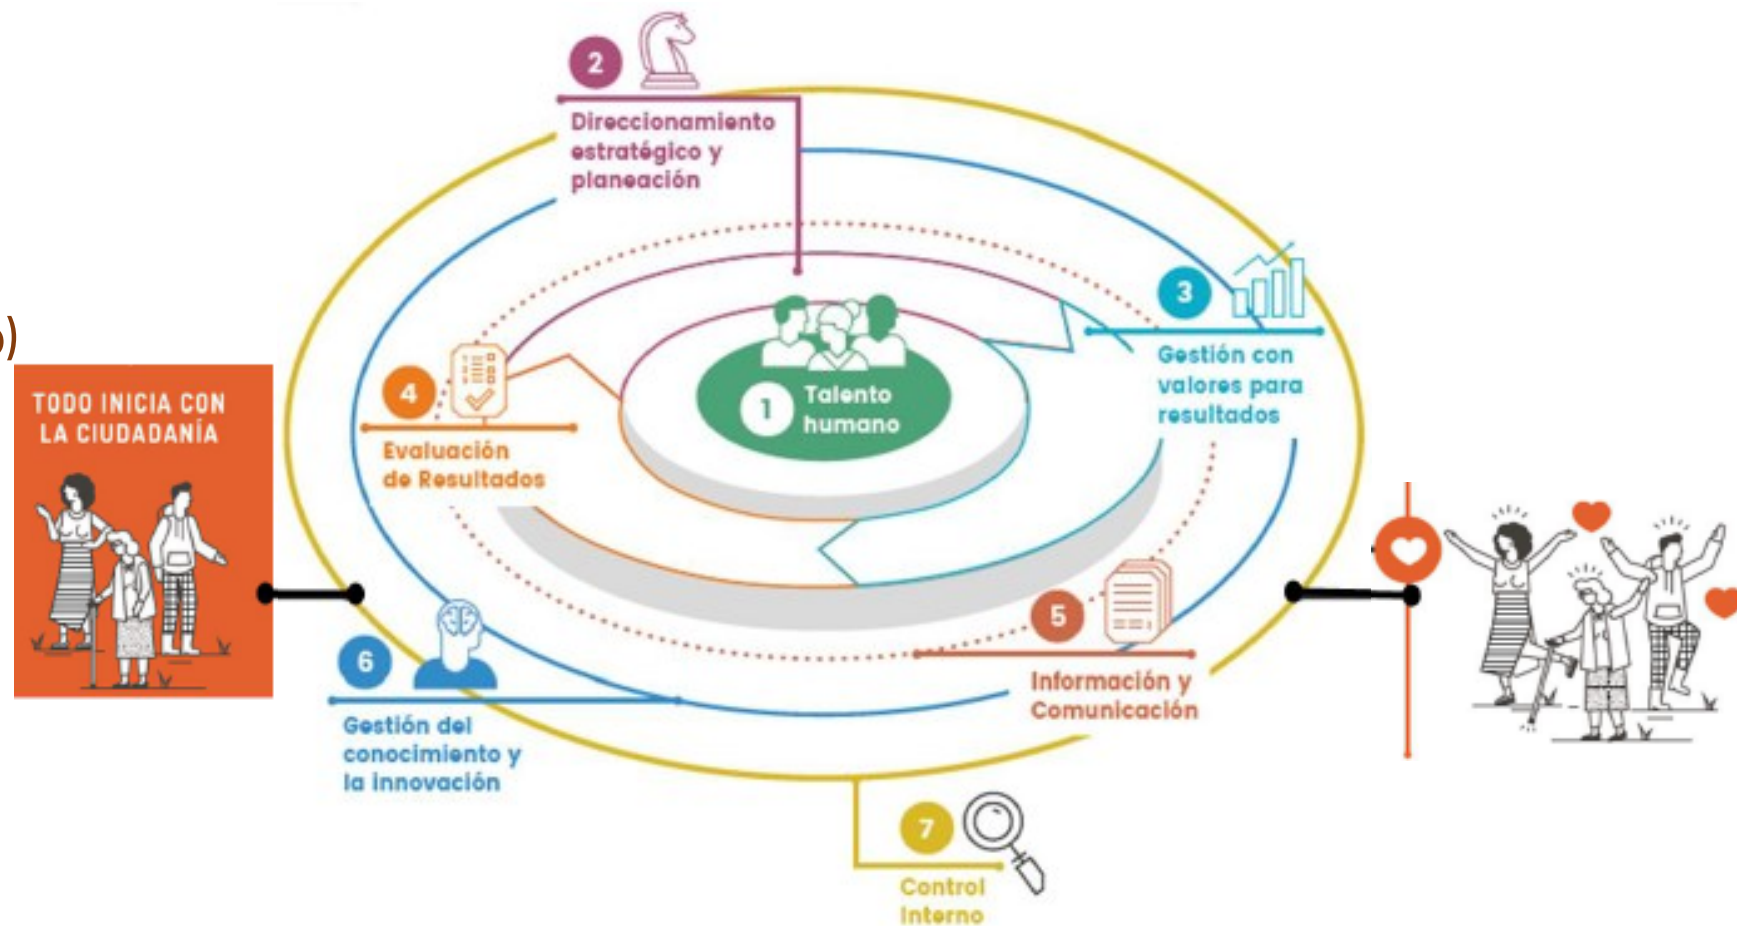 TODO INICIA CON
LA CIUDADANÍA
1
Talento
humano
2
Direccionamiento
estratégico y
planeación
3
Gestión con
valores para
resultados
4
Evaluación
de Resultados
5
Información y
Comunicación
6
Gestión del
conocimiento y
la innovación
7
Control
Interno